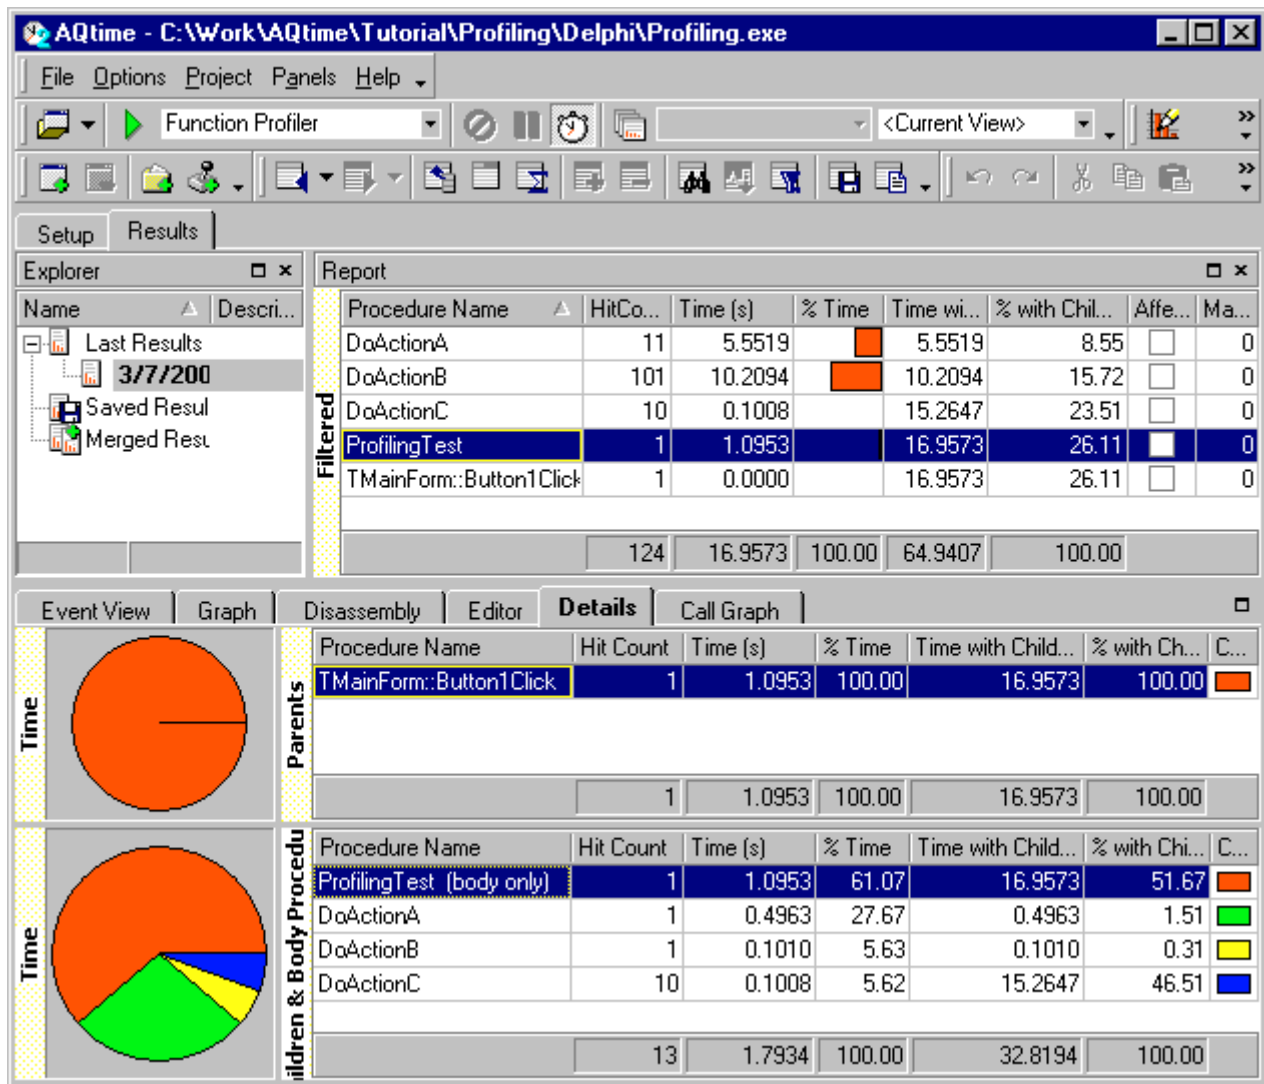 AQtime - C:\Work\AQtime\Tutorial\Profiling\Delphi\Profiling.exe
File Options Project Panels Help
Function Profiler <Current View>
Setup Results
Explorer
Name Descri...
Last Results
3/7/200
Saved Resul
Merged Resu
Report
Filtered
Procedure Name HitCo... Time (s) % Time Time wi... % with Chil... Affe... Ma...
DoActionA 11 5.5519 5.5519 8.55 0
DoActionB 101 10.2094 10.2094 15.72 0
DoActionC 10 0.1008 15.2647 23.51 0
ProfilingTest 1 1.0953 16.9573 26.11 0
TMainForm::Button1Click 1 0.0000 16.9573 26.11 0
124 16.9573 100.00 64.9407 100.00
Event View Graph Disassembly Editor Details Call Graph
Time
Parents
Procedure Name Hit Count Time (s) % Time Time with Child... % with Ch... C...
TMainForm::Button1Click 1 1.0953 100.00 16.9573 100.00
1 1.0953 100.00 16.9573 100.00
Time
ildren & Body Procedu
Procedure Name Hit Count Time (s) % Time Time with Child... % with Chi... C...
ProfilingTest (body only) 1 1.0953 61.07 16.9573 51.67
DoActionA 1 0.4963 27.67 0.4963 1.51
DoActionB 1 0.1010 5.63 0.1010 0.31
DoActionC 10 0.1008 5.62 15.2647 46.51
13 1.7934 100.00 32.8194 100.00